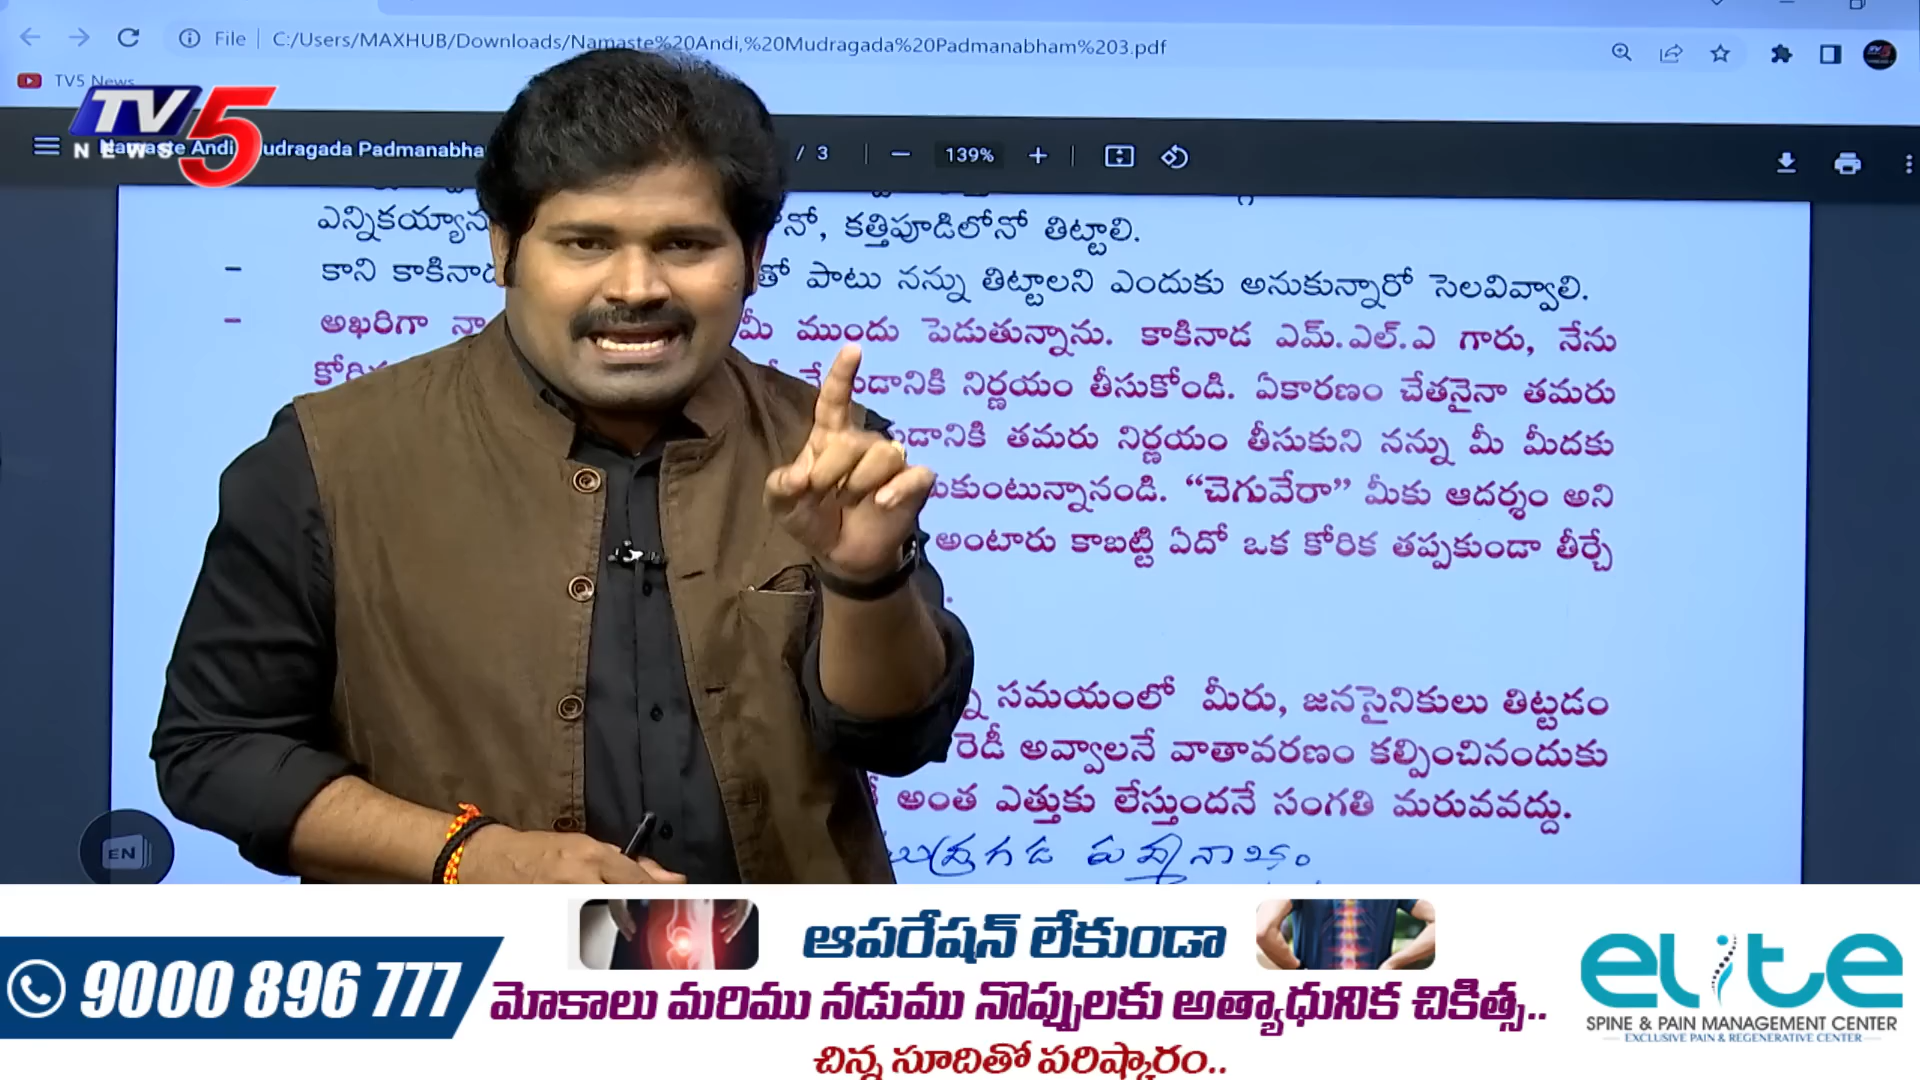 File | C:/Users/MAXHUB/Downloads/Namaste%20Andi,%20Mudragada%20Padmanabham%203.pdf
TV5 News
TV5 NEWS
Andi udragada Padmanabha / 3 139%
ఎన్నికయ్యాను నో, కత్తిపూడిలోనో తిట్టాలి.
- కాని కాకినాడ తో పాటు నన్ను తిట్టాలని ఎందుకు అనుకున్నారో సెలవివ్వాలి.
- అఖరిగా నా మీ ముందు పెడుతున్నాను. కాకినాడ ఎమ్.ఎల్.ఎ గారు, నేను
డానికి నిర్ణయం తీసుకోండి. ఏకారణం చేతనైనా తమరు
డానికి తమరు నిర్ణయం తీసుకుని నన్ను మీ మీదకు
కుంటున్నానండి. “చెగువేరా” మీకు ఆదర్శం అని
అంటారు కాబట్టి ఏదో ఒక కోరిక తప్పకుండా తీర్చే
సమయంలో మీరు, జనసైనికులు తిట్టడం
రెడీ అవ్వాలనే వాతావరణం కల్పించినందుకు
అంత ఎత్తుకు లేస్తుందనే సంగతి మరువవద్దు.
ముద్రగడ పద్మనాభం
EN
ఆపరేషన్ లేకుండా
9000 896 777
మోకాలు మరియు నడుము నొప్పులకు అత్యాధునిక చికిత్స..
చిన్న సూదితో పరిష్కారం..
elite
SPINE & PAIN MANAGEMENT CENTER
EXCLUSIVE PAIN & REGENERATIVE CENTER